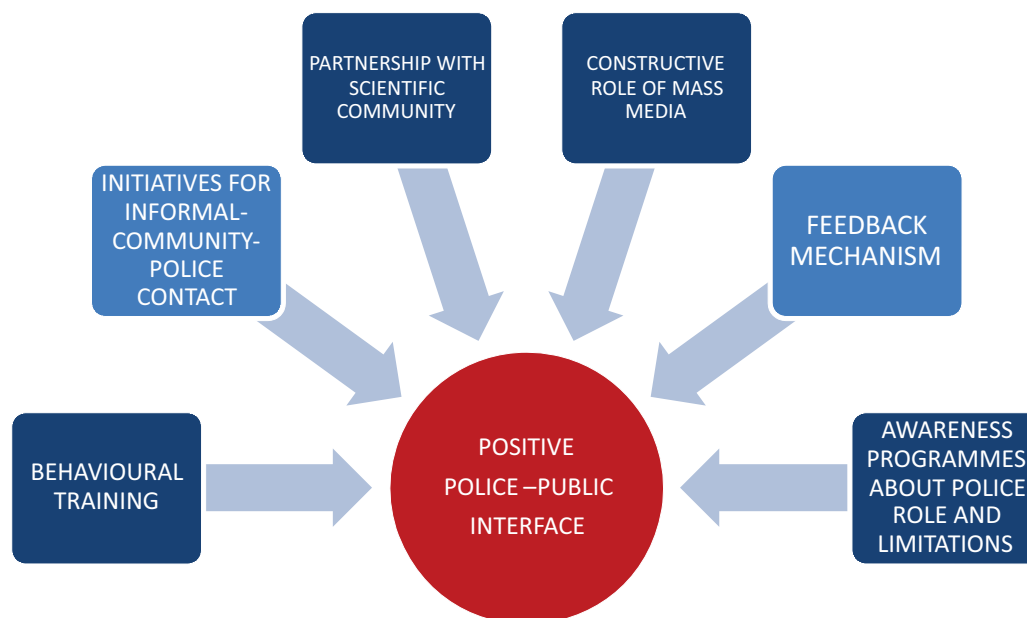 PARTNERSHIP WITH
SCIENTIFIC
COMMUNITY
CONSTRUCTIVE
ROLE OF MASS
MEDIA
INITIATIVES FOR
INFORMAL-
COMMUNITY-
POLICE
CONTACT
FEEDBACK
MECHANISM
BEHAVIOURAL
TRAINING
POSITIVE
POLICE –PUBLIC
INTERFACE
AWARENESS
PROGRAMMES
ABOUT POLICE
ROLE AND
LIMITATIONS